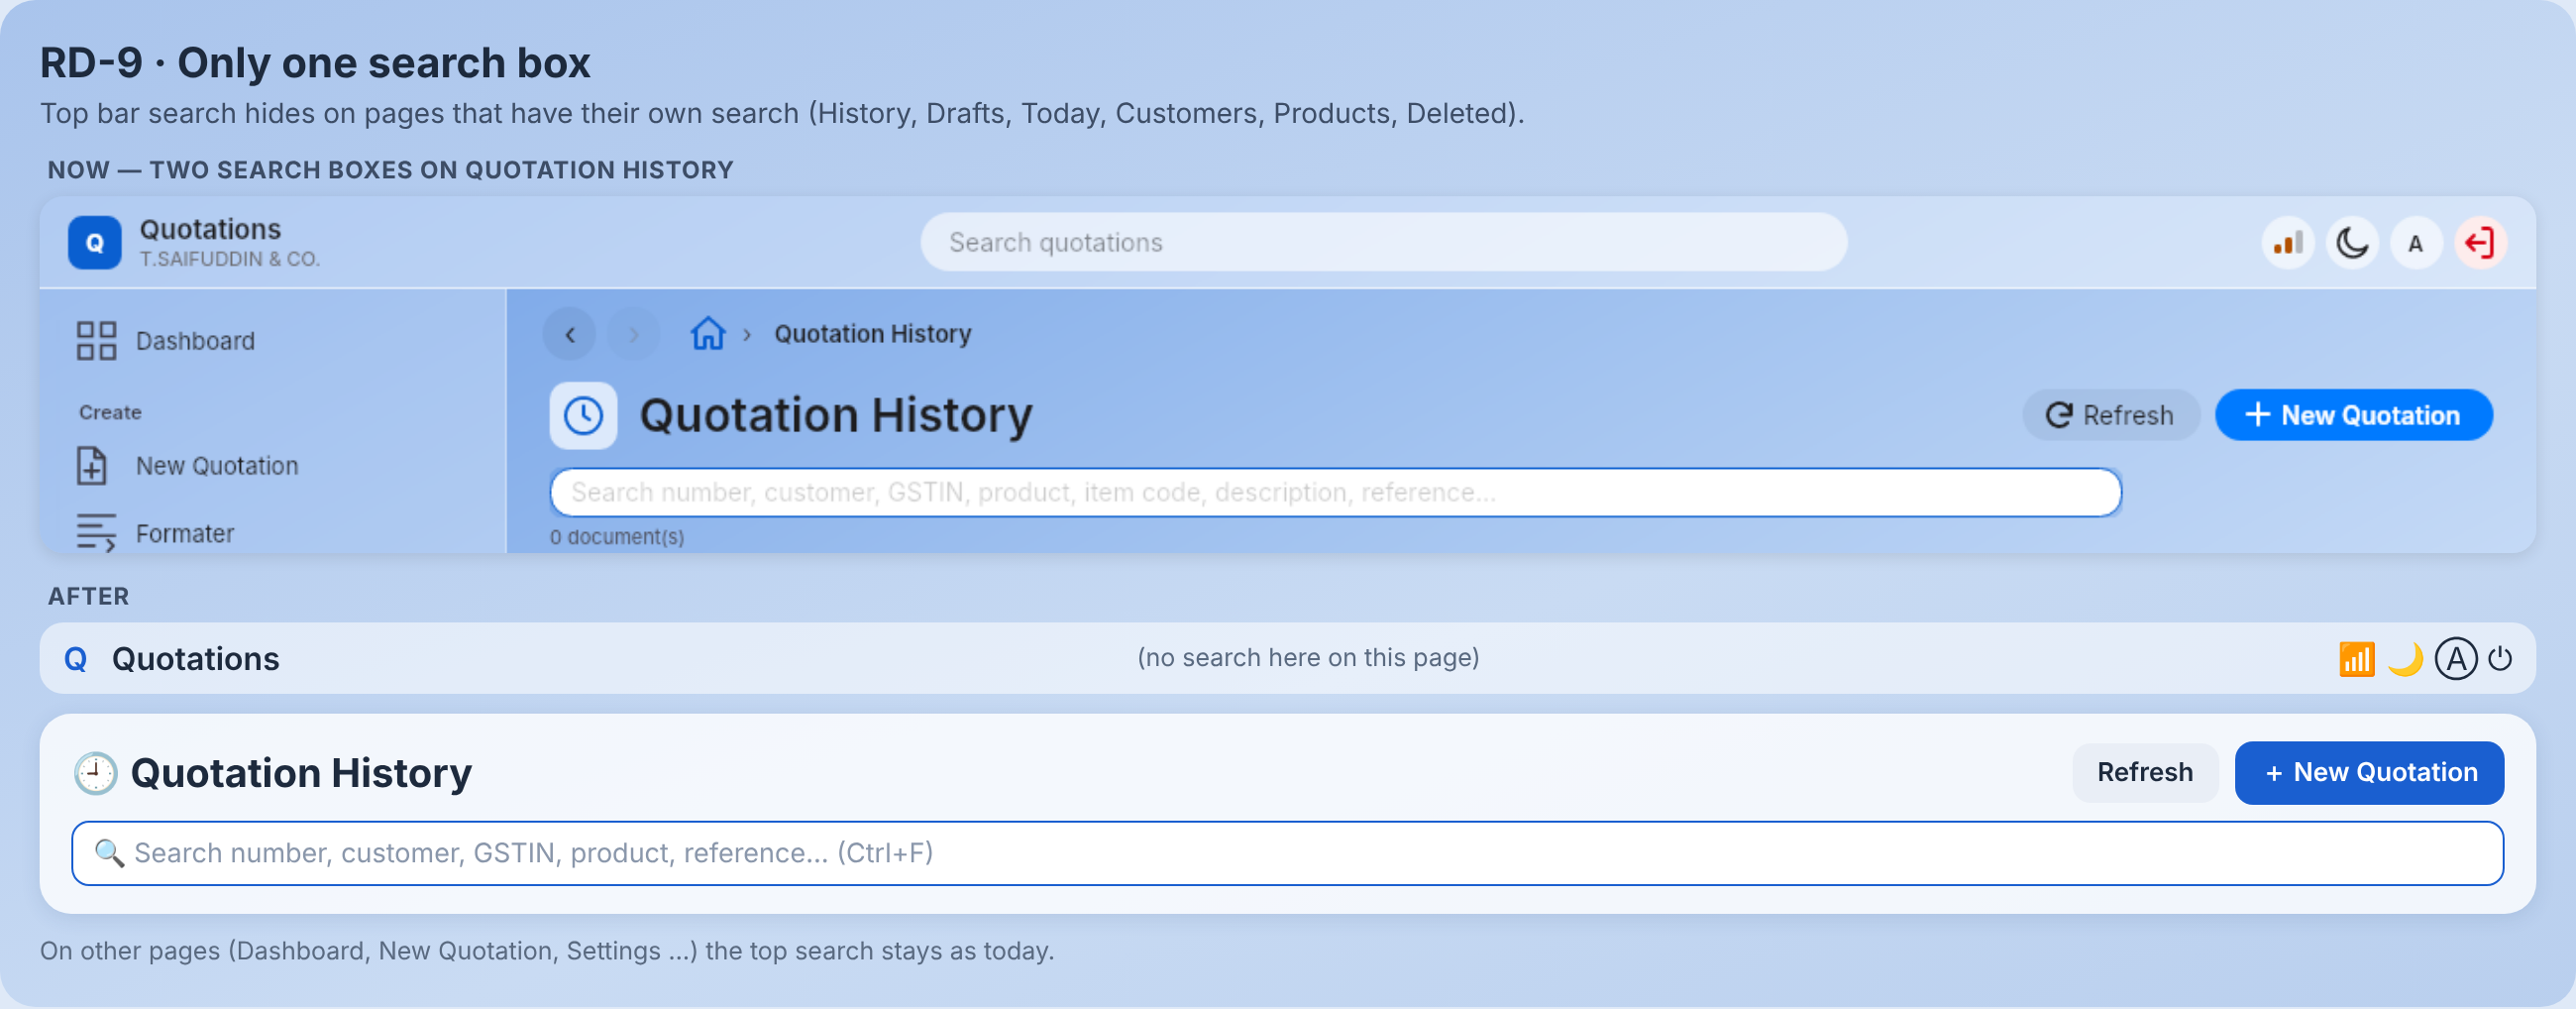 RD-9 · Only one search box
Top bar search hides on pages that have their own search (History, Drafts, Today, Customers, Products, Deleted).
NOW — TWO SEARCH BOXES ON QUOTATION HISTORY
Q
Quotations
T.SAIFUDDIN & CO.
Search quotations
A
Dashboard
Create
New Quotation
Formater
‹ › › Quotation History
Quotation History
Refresh
+ New Quotation
Search number, customer, GSTIN, product, item code, description, reference...
0 document(s)
AFTER
Q Quotations
(no search here on this page)
A
Quotation History
Refresh
+ New Quotation
Search number, customer, GSTIN, product, reference... (Ctrl+F)
On other pages (Dashboard, New Quotation, Settings ...) the top search stays as today.